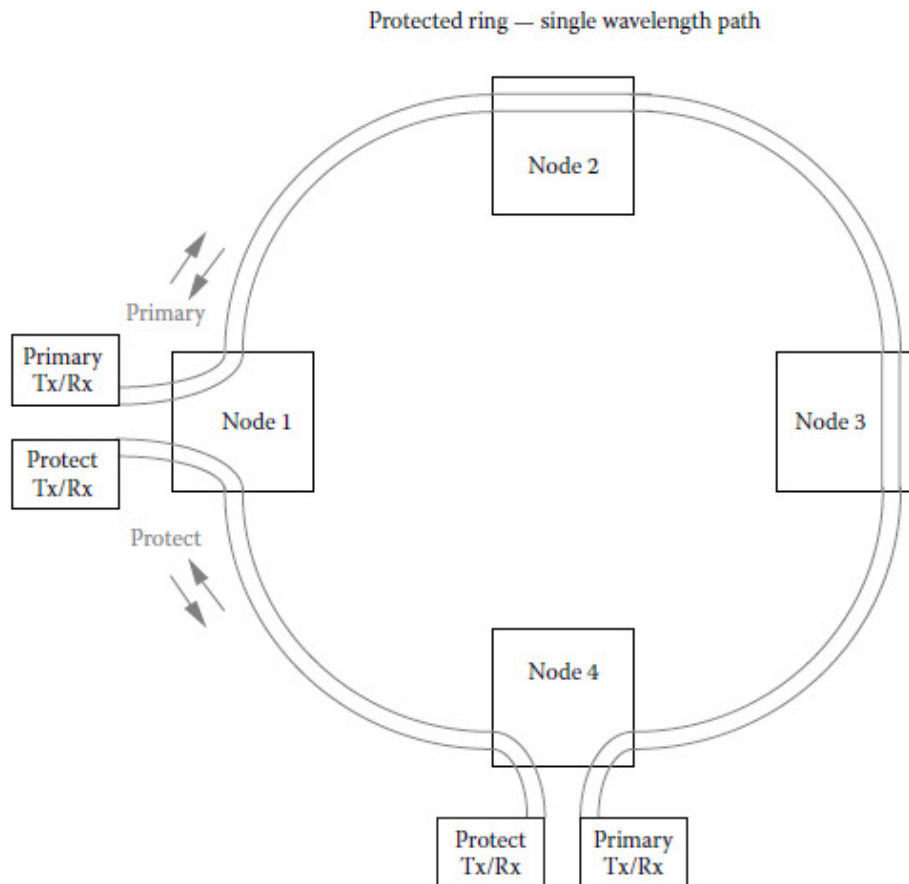 Protected ring — single wavelength path
Node 2
Primary
Primary
Tx/Rx
Node 1
Node 3
Protect
Tx/Rx
Protect
Node 4
Protect
Tx/Rx
Primary
Tx/Rx